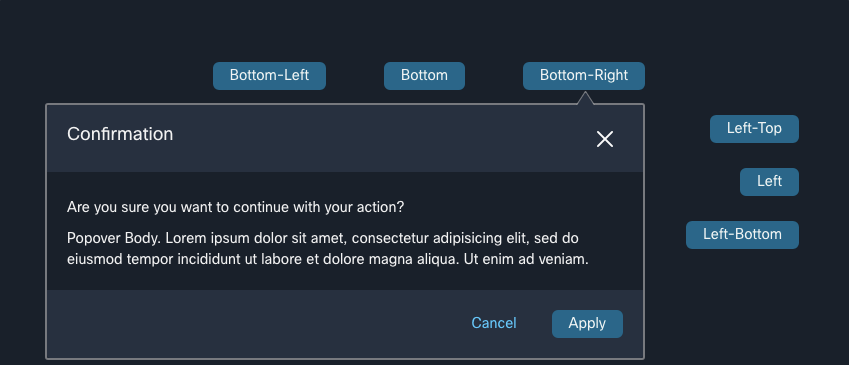 Bottom-Left
Bottom
Bottom-Right
Confirmation
Left-Top
Left
Left-Bottom
Are you sure you want to continue with your action?
Popover Body. Lorem ipsum dolor sit amet, consectetur adipisicing elit, sed do
eiusmod tempor incididunt ut labore et dolore magna aliqua. Ut enim ad veniam.
Cancel
Apply